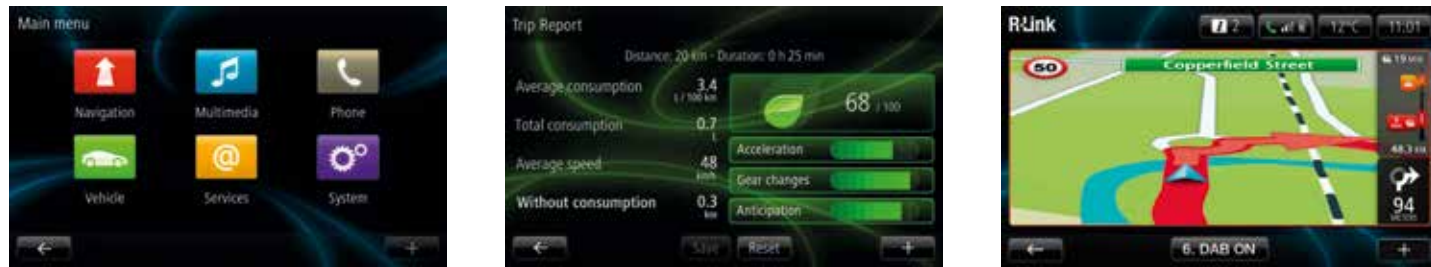 Main menu
Navigation
Multimedia
Phone
Vehicle
Services
System
Trip Report
Distance: 20 km - Duration: 0 h 25 min
Average consumption 3.4
L / 100 km
Total consumption 0.7
L
Average speed 48
km/h
Without consumption 0.3
km
68 / 100
Acceleration
Gear changes
Anticipation
Save Reset +
R-Link
i 2
12°C
11:01
50
Copperfield Street
48.3 KM
94
METERS
6. DAB ON
+